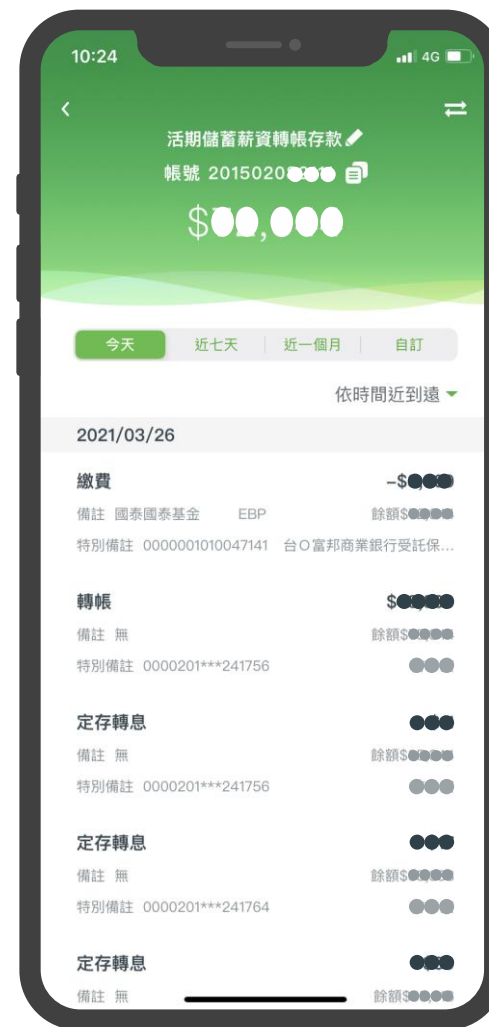 10:24
4G
活期儲蓄薪資轉帳存款
帳號 2015020
$ ,
今天 近七天 近一個月 自訂
依時間近到遠
2021/03/26
繳費 -$
備註 國泰國泰基金 EBP 餘額$
特別備註 0000001010047141 台O富邦商業銀行受託保...
轉帳 $
備註 無 餘額$
特別備註 0000201***241756
定存轉息
備註 無 餘額$
特別備註 0000201***241756
定存轉息
備註 無 餘額$
特別備註 0000201***241764
定存轉息
備註 無 餘額$